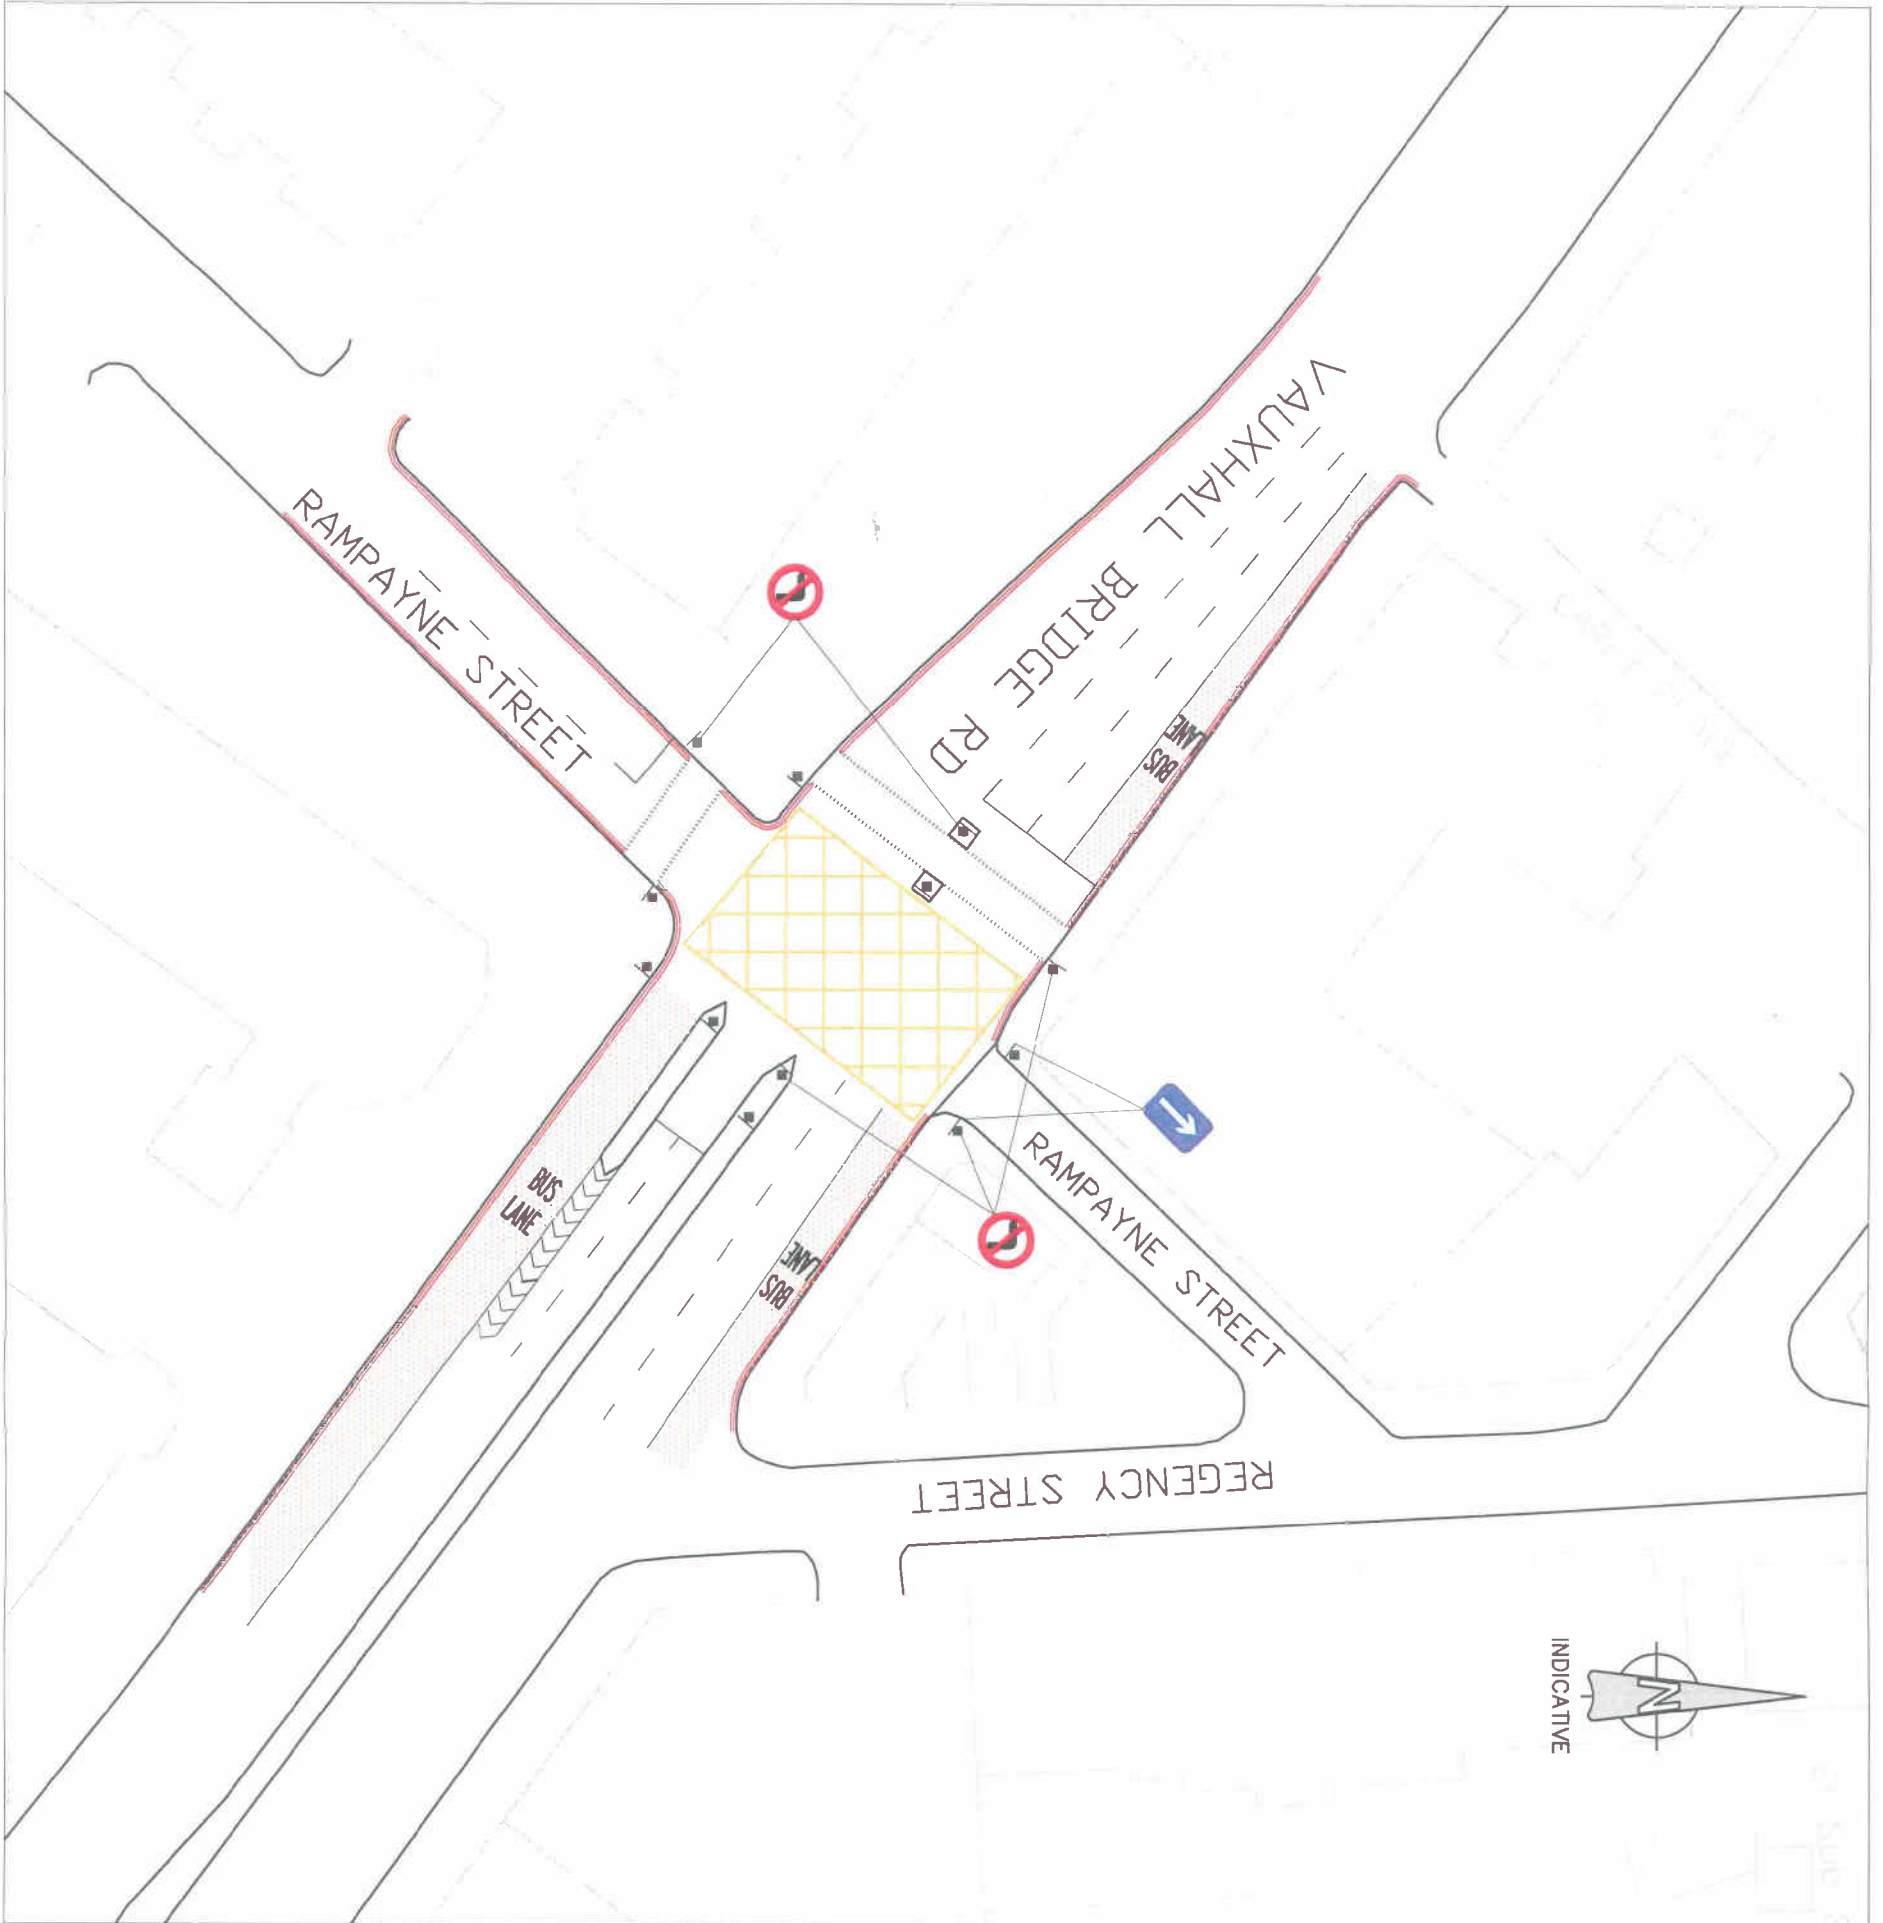 VAUXHALL BRIDGE RD
RAMPAYNE STREET
BUS
LANE
BUS
LANE
BUS
LANE
RAMPAYNE STREET
REGENCY STREET
N
INDICATIVE